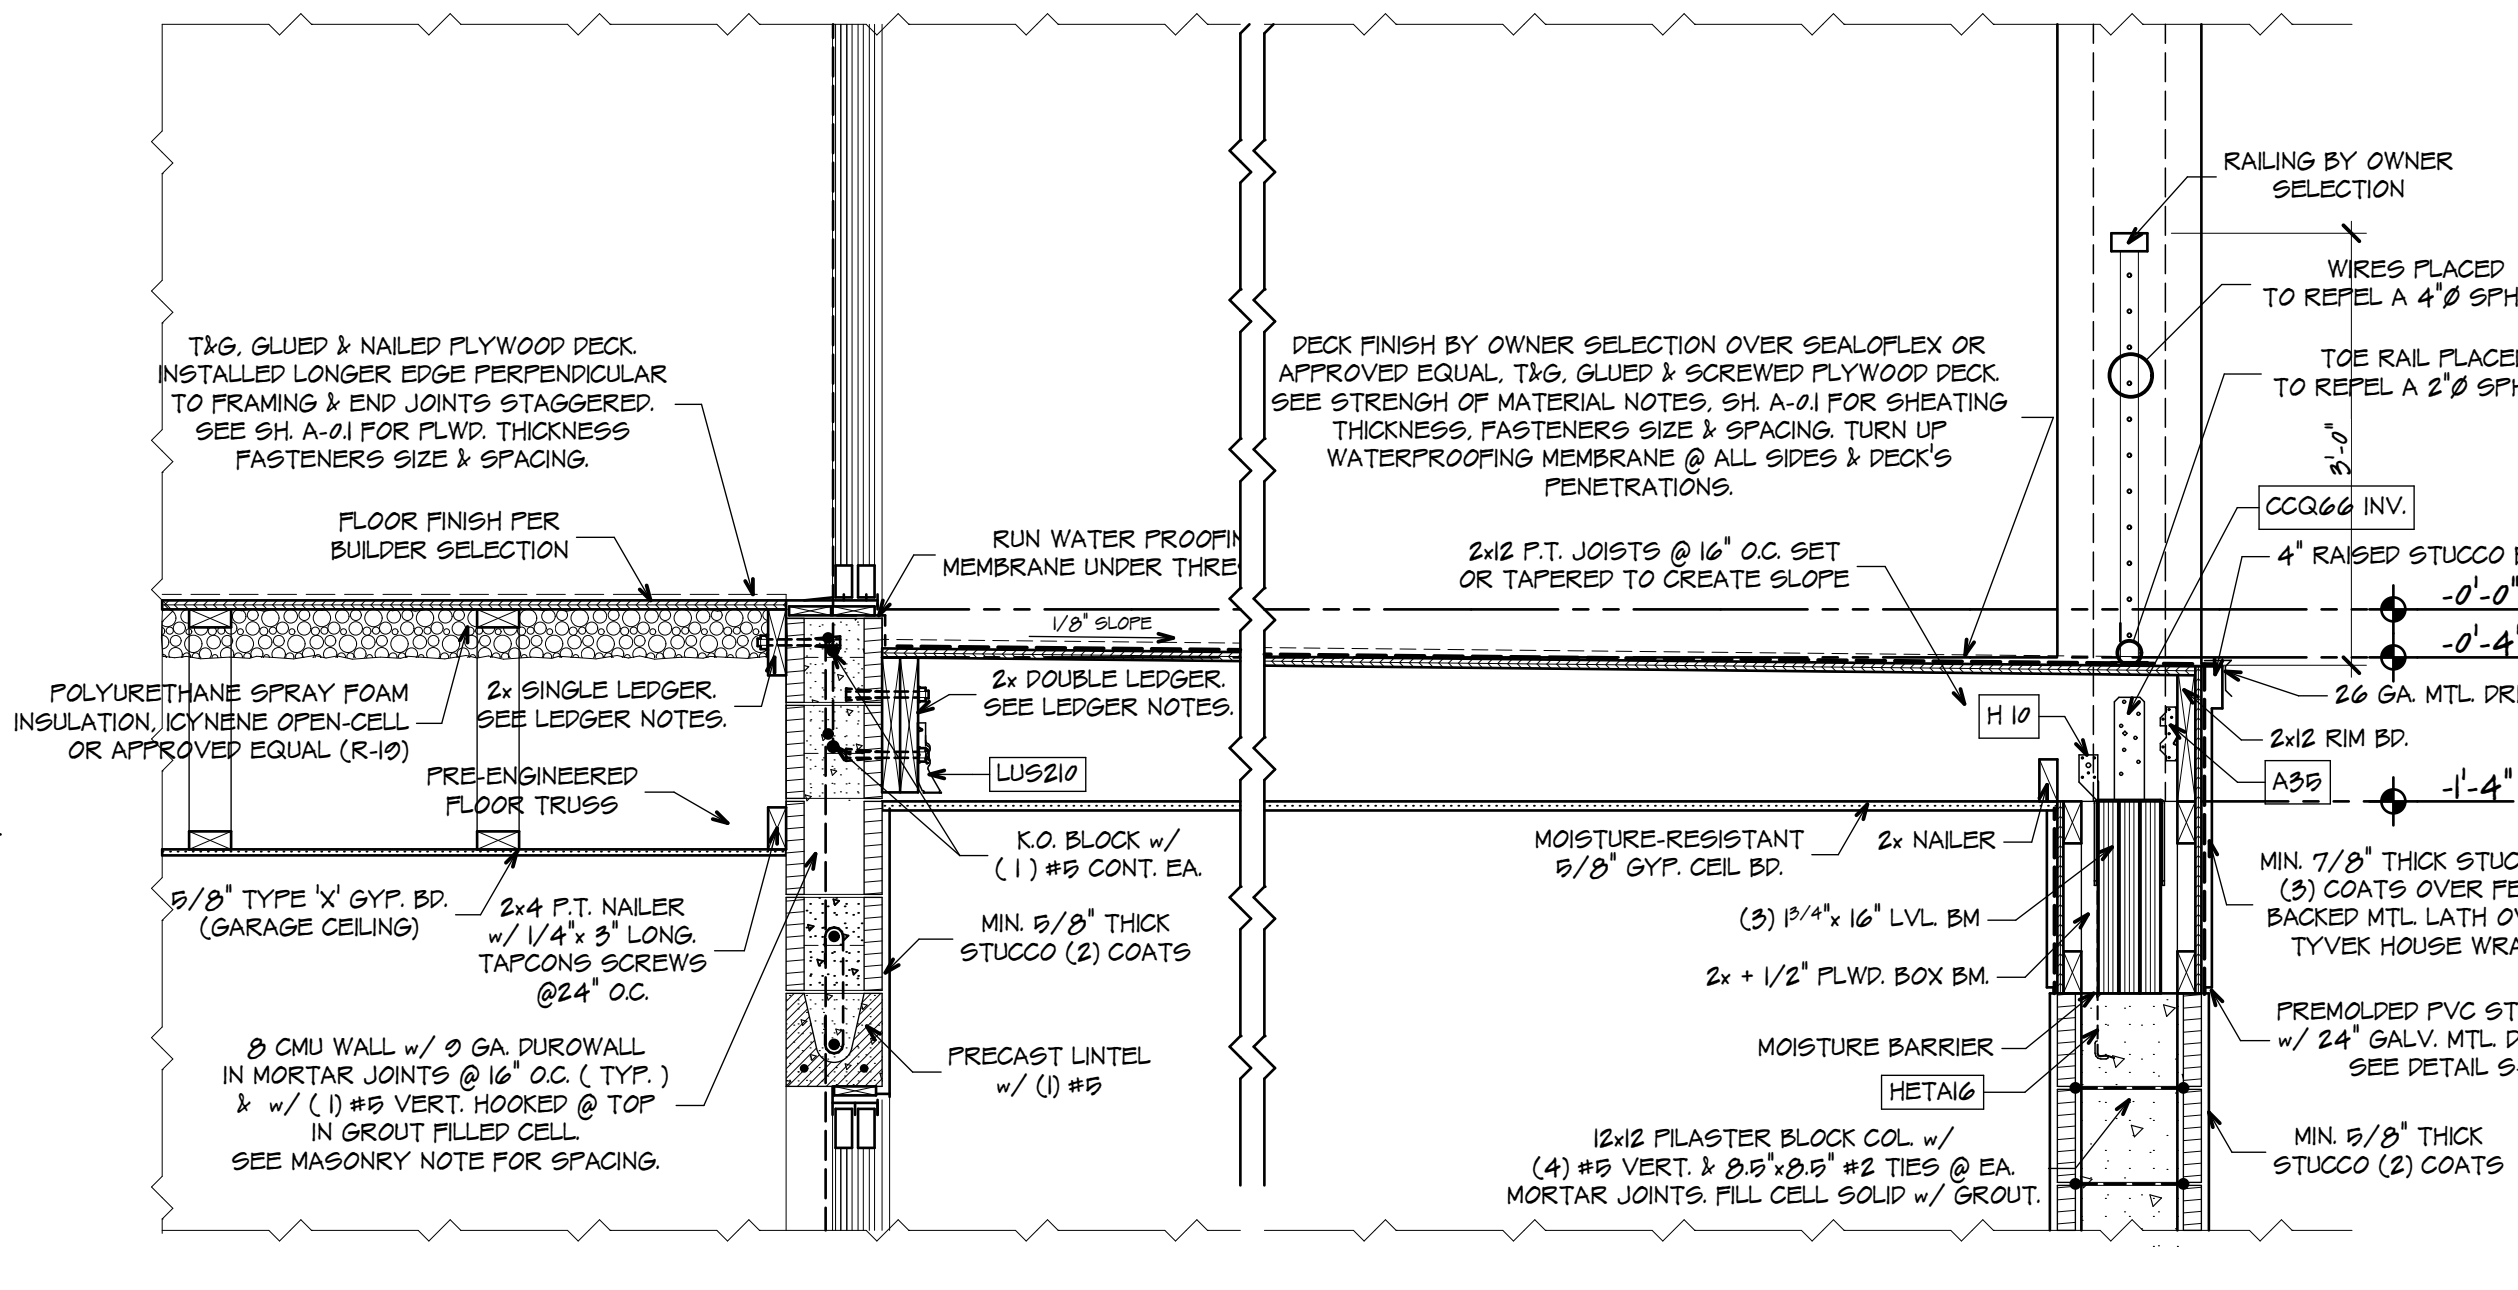 T&G, GLUED & NAILED PLYWOOD DECK.
INSTALLED LONGER EDGE PERPENDICULAR
TO FRAMING & END JOINTS STAGGERED.
SEE SH. A-0.1 FOR PLWD. THICKNESS
FASTENERS SIZE & SPACING.
FLOOR FINISH PER
BUILDER SELECTION
POLYURETHANE SPRAY FOAM
INSULATION, ICYNENE OPEN-CELL
OR APPROVED EQUAL (R-19)
2x SINGLE LEDGER.
SEE LEDGER NOTES.
PRE-ENGINEERED
FLOOR TRUSS
5/8" TYPE 'X' GYP. BD.
(GARAGE CEILING)
2x4 P.T. NAILER
w/ 1/4"x 3" LONG.
TAPCONS SCREWS
@24" O.C.
8 CMU WALL w/ 9 GA. DUROWALL
IN MORTAR JOINTS @ 16" O.C. ( TYP. )
& w/ ( 1) #5 VERT. HOOKED @ TOP
IN GROUT FILLED CELL.
SEE MASONRY NOTE FOR SPACING.
RUN WATER PROOFIN
MEMBRANE UNDER THRE
1/8" SLOPE
2x DOUBLE LEDGER.
SEE LEDGER NOTES.
LUS210
K.O. BLOCK w/
( 1 ) #5 CONT. EA.
MIN. 5/8" THICK
STUCCO (2) COATS
PRECAST LINTEL
w/ (1) #5
DECK FINISH BY OWNER SELECTION OVER SEALOFLEX OR
APPROVED EQUAL, T&G, GLUED & SCREWED PLYWOOD DECK.
SEE STRENGH OF MATERIAL NOTES, SH. A-0.1 FOR SHEATING
THICKNESS, FASTENERS SIZE & SPACING. TURN UP
WATERPROOFING MEMBRANE @ ALL SIDES & DECK'S
PENETRATIONS.
2x12 P.T. JOISTS @ 16" O.C. SET
OR TAPERED TO CREATE SLOPE
H 10
MOISTURE-RESISTANT
5/8" GYP. CEIL BD.
2x NAILER
(3) 1 3/4"x 16" LVL. BM
2x + 1/2" PLWD. BOX BM.
MOISTURE BARRIER
HETA16
12x12 PILASTER BLOCK COL. w/
(4) #5 VERT. & 8.5"x8.5" #2 TIES @ EA.
MORTAR JOINTS. FILL CELL SOLID w/ GROUT.
RAILING BY OWNER
SELECTION
WIRES PLACED
TO REPEL A 4"Ø SPH
TOE RAIL PLACE
TO REPEL A 2"Ø SPH
3'-0"
CCQ66 INV.
4" RAISED STUCCO
-0'-0"
-0'-4"
26 GA. MTL. DRI
2x12 RIM BD.
A35
-1'-4"
MIN. 7/8" THICK STUC
(3) COATS OVER FE
BACKED MTL. LATH OV
TYVEK HOUSE WRA
PREMOLDED PVC ST
w/ 24" GALV. MTL. D
SEE DETAIL S
MIN. 5/8" THICK
STUCCO (2) COATS